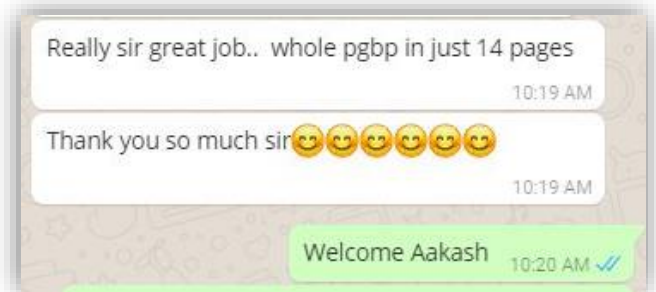 Really sir great job.. whole pgbp in just 14 pages
10:19 AM
Thank you so much sir😊😊😊😊😊😊
10:19 AM
Welcome Aakash 10:20 AM